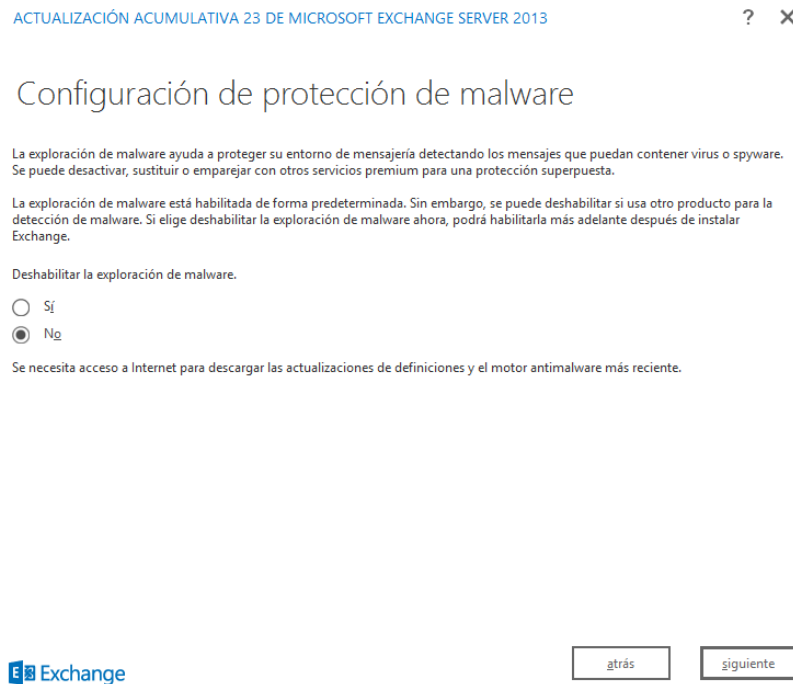 ACTUALIZACIÓN ACUMULATIVA 23 DE MICROSOFT EXCHANGE SERVER 2013
?
Configuración de protección de malware
La exploración de malware ayuda a proteger su entorno de mensajería detectando los mensajes que puedan contener virus o spyware.
Se puede desactivar, sustituir o emparejar con otros servicios premium para una protección superpuesta.
La exploración de malware está habilitada de forma predeterminada. Sin embargo, se puede deshabilitar si usa otro producto para la
detección de malware. Si elige deshabilitar la exploración de malware ahora, podrá habilitarla más adelante después de instalar
Exchange.
Deshabilitar la exploración de malware.
Sí
No
Se necesita acceso a Internet para descargar las actualizaciones de definiciones y el motor antimalware más reciente.
Exchange
atrás
siguiente